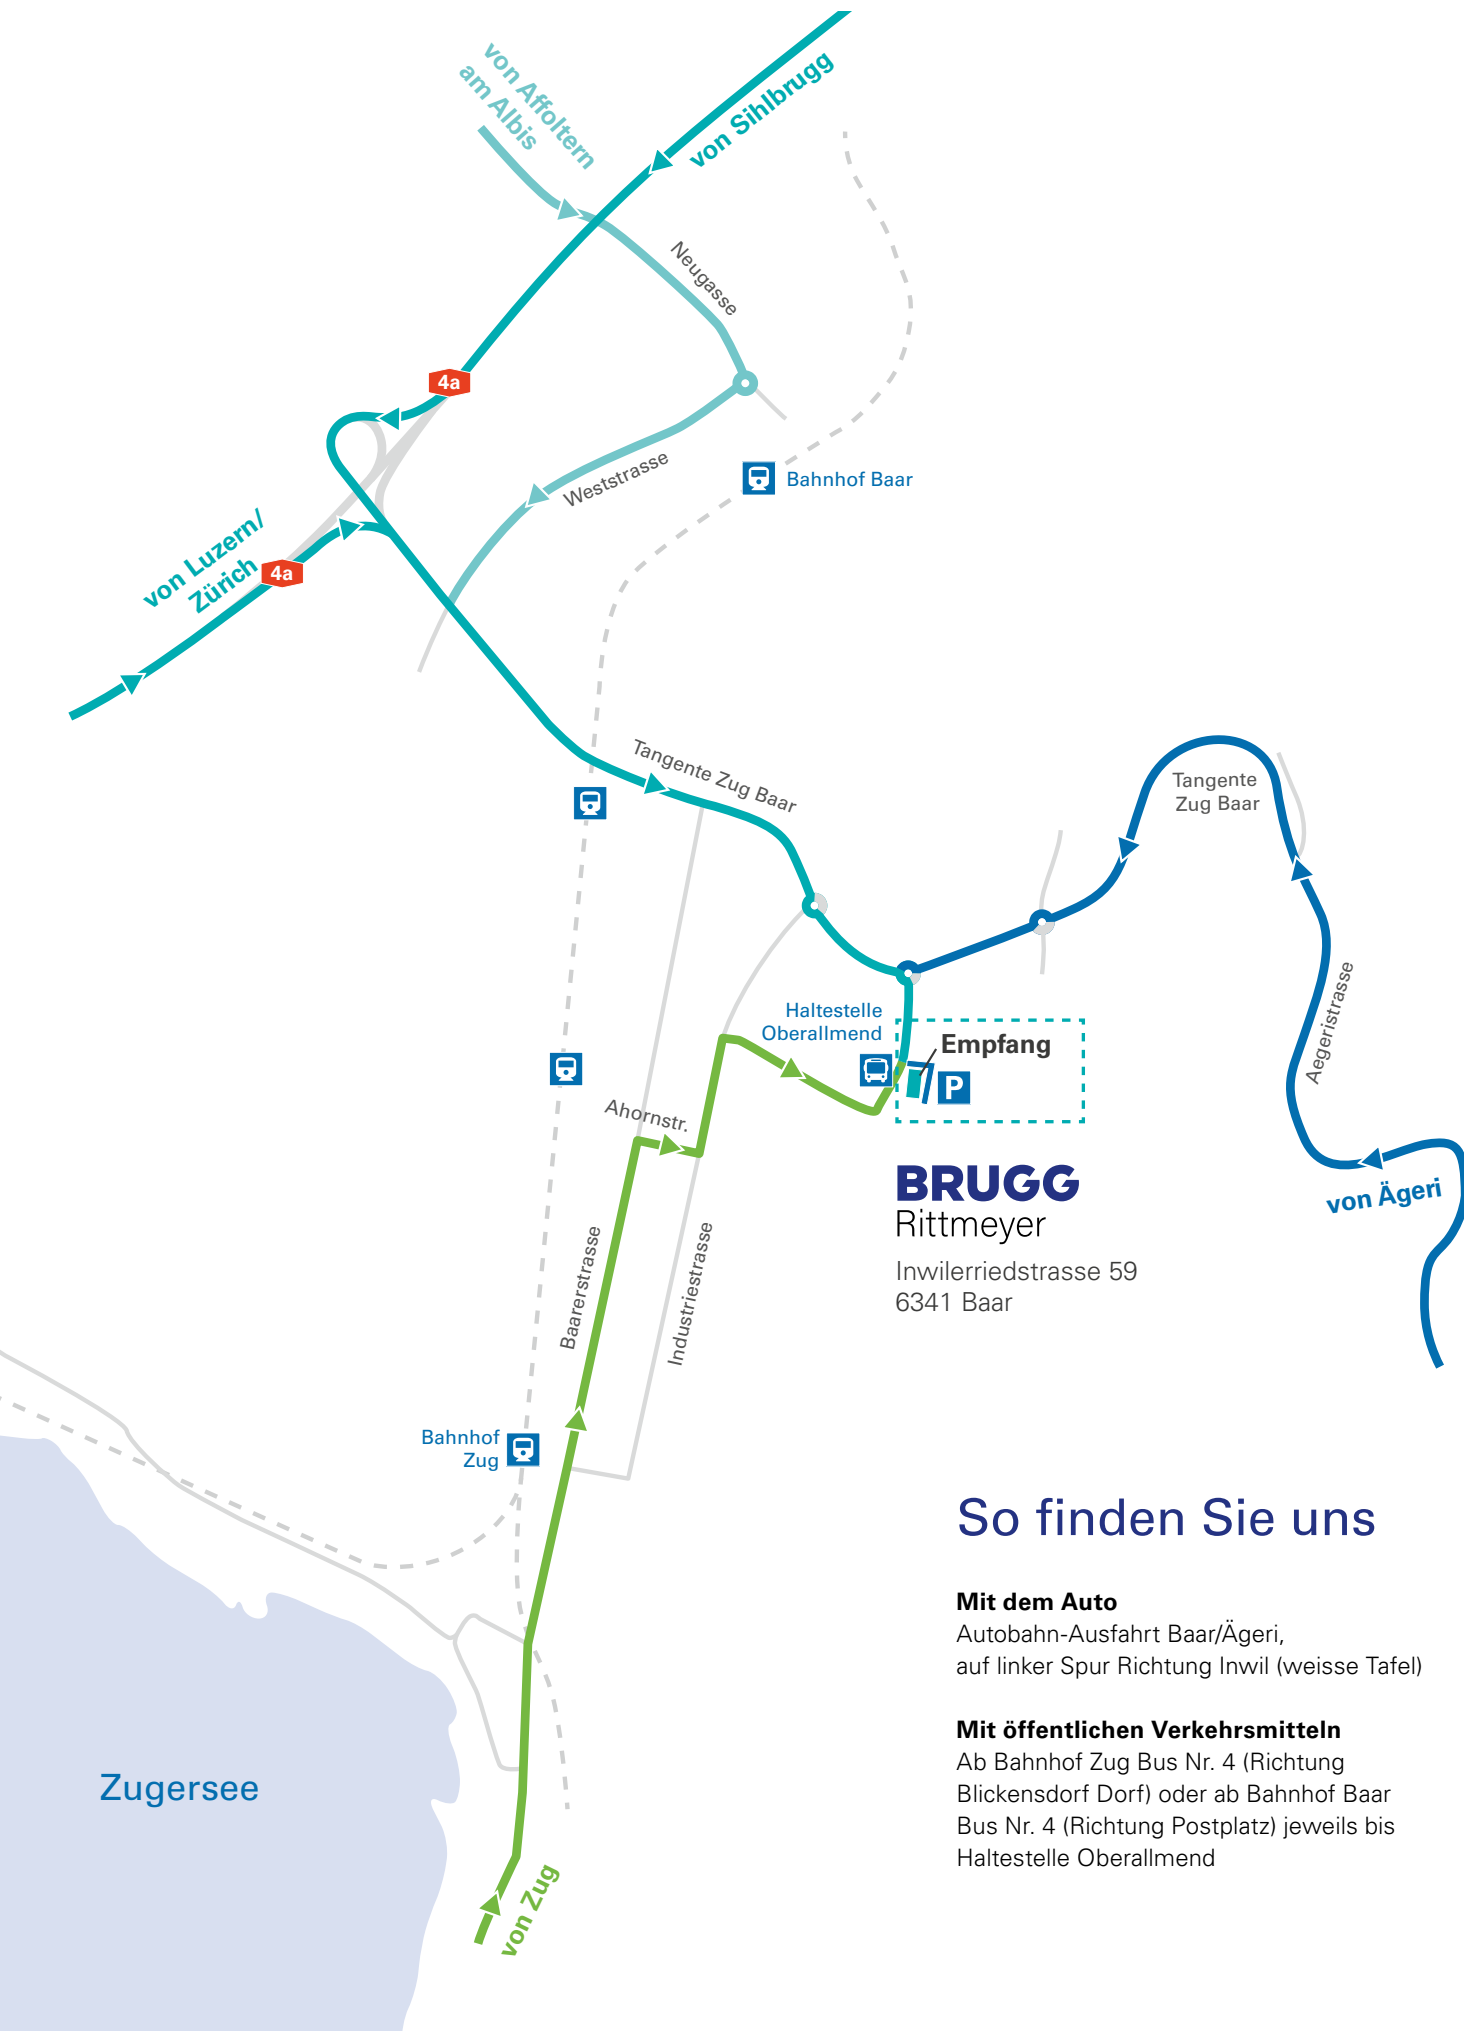 von Affoltern
am Albis
von Sihlbrugg
Neugasse
4a
Weststrasse
Bahnhof Baar
von Luzern/
Zürich
4a
Tangente Zug Baar
Tangente
Zug Baar
Aegeristrasse
Haltestelle
Oberallmend
Empfang
P
Ahornstr.
BRUGG
Rittmeyer
Inwilerriedstrasse 59
6341 Baar
von Ägeri
Baarerstrasse
Industriestrasse
Bahnhof
Zug
So finden Sie uns
Mit dem Auto
Autobahn-Ausfahrt Baar/Ägeri,
auf linker Spur Richtung Inwil (weisse Tafel)
Mit öffentlichen Verkehrsmitteln
Ab Bahnhof Zug Bus Nr. 4 (Richtung
Blickensdorf Dorf) oder ab Bahnhof Baar
Bus Nr. 4 (Richtung Postplatz) jeweils bis
Haltestelle Oberallmend
Zugersee
von Zug